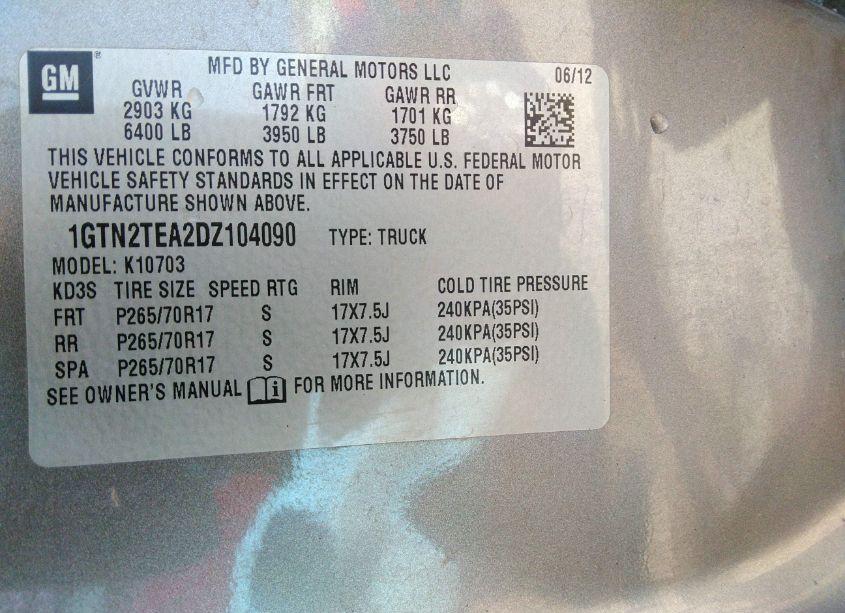 GM ®
MFD BY GENERAL MOTORS LLC 06/12
GVWR GAWR FRT GAWR RR
2903 KG 1792 KG 1701 KG
6400 LB 3950 LB 3750 LB
THIS VEHICLE CONFORMS TO ALL APPLICABLE U.S. FEDERAL MOTOR
VEHICLE SAFETY STANDARDS IN EFFECT ON THE DATE OF
MANUFACTURE SHOWN ABOVE.
1GTN2TEA2DZ104090 TYPE: TRUCK
MODEL: K10703
KD3S TIRE SIZE SPEED RTG RIM COLD TIRE PRESSURE
FRT P265/70R17 S 17X7.5J 240KPA(35PSI)
RR P265/70R17 S 17X7.5J 240KPA(35PSI)
SPA P265/70R17 S 17X7.5J 240KPA(35PSI)
SEE OWNER'S MANUAL i FOR MORE INFORMATION.